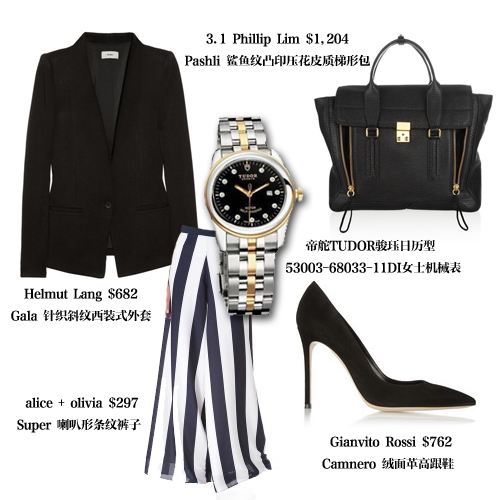 3.1 Phillip Lim $1,204
Pashli 鲨鱼纹凸印压花皮质梯形包
TUDOR
帝舵TUDOR骏珏日历型
53003-68033-11DI女士机械表
Helmut Lang $682
Gala 针织斜纹西装式外套
alice + olivia $297
Super 喇叭形条纹裤子
Gianvito Rossi $762
Camnero 绒面革高跟鞋